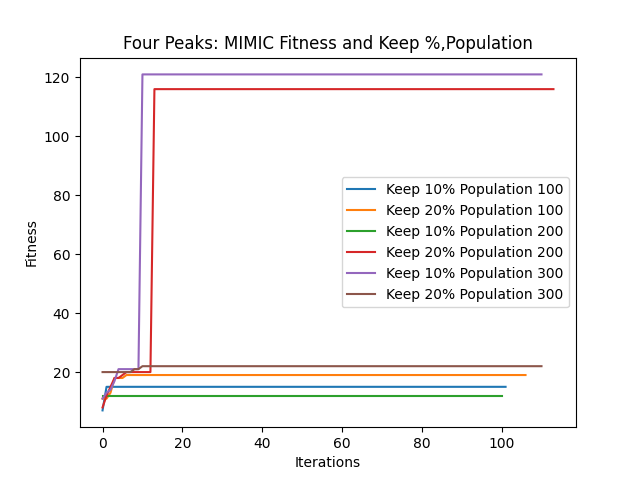 Four Peaks: MIMIC Fitness and Keep %,Population
120
100
80
60
40
20
Fitness
Keep 10% Population 100
Keep 20% Population 100
Keep 10% Population 200
Keep 20% Population 200
Keep 10% Population 300
Keep 20% Population 300
0 20 40 60 80 100
Iterations